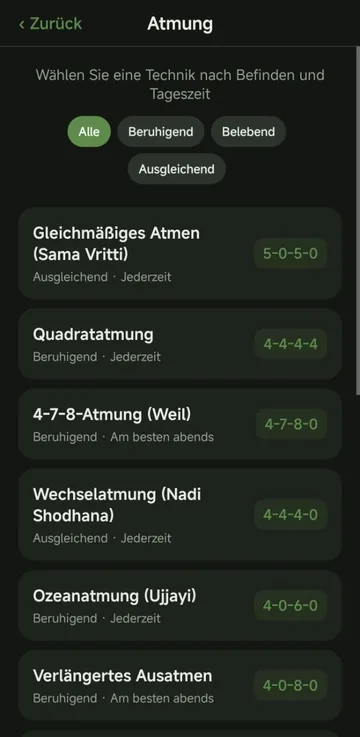 ‹ Zurück
Atmung
Wählen Sie eine Technik nach Befinden und
Tageszeit
Alle
Beruhigend
Belebend
Ausgleichend
Gleichmäßiges Atmen
(Sama Vritti)
Ausgleichend · Jederzeit
5-0-5-0
Quadratatmung
Beruhigend · Jederzeit
4-4-4-4
4-7-8-Atmung (Weil)
Beruhigend · Am besten abends
4-7-8-0
Wechselatmung (Nadi
Shodhana)
Ausgleichend · Jederzeit
4-4-4-0
Ozeanatmung (Ujjayi)
Beruhigend · Jederzeit
4-0-6-0
Verlängertes Ausatmen
Beruhigend · Am besten abends
4-0-8-0